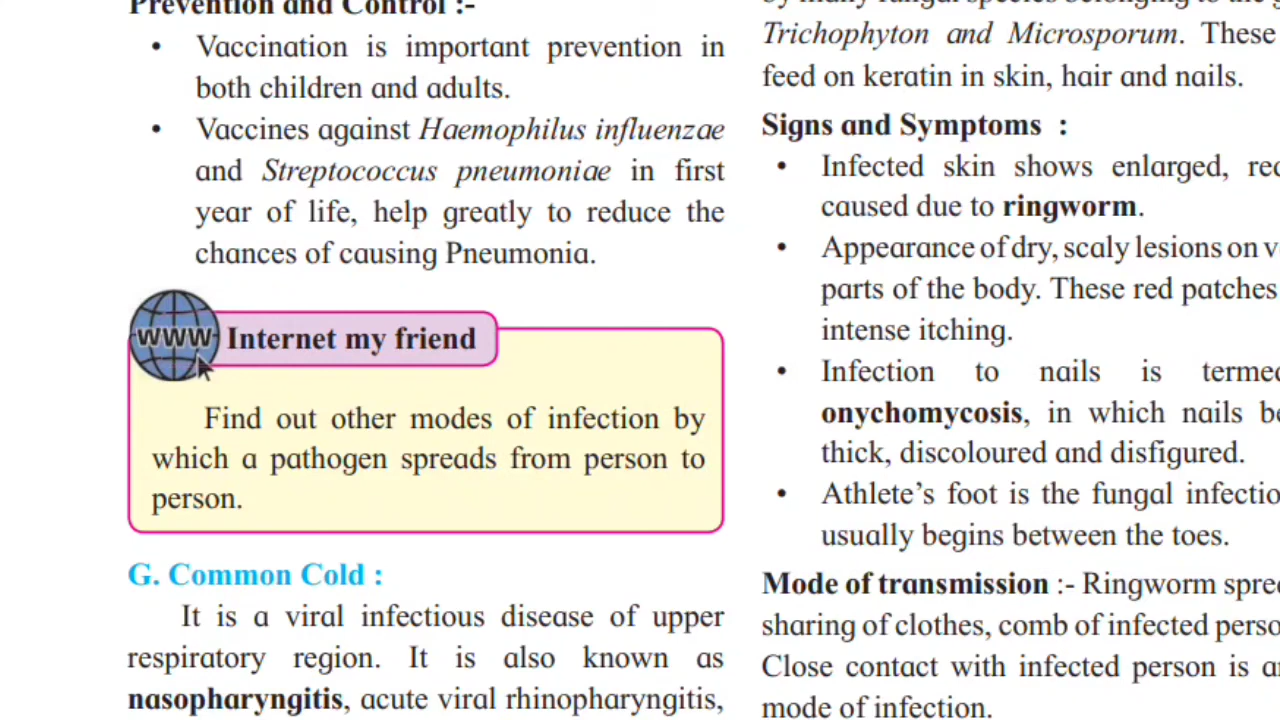 Prevention and Control :-
• Vaccination is important prevention in
both children and adults.
• Vaccines against Haemophilus influenzae
and Streptococcus pneumoniae in first
year of life, help greatly to reduce the
chances of causing Pneumonia.
www Internet my friend
Find out other modes of infection by
which a pathogen spreads from person to
person.
G. Common Cold :
It is a viral infectious disease of upper
respiratory region. It is also known as
nasopharyngitis, acute viral rhinopharyngitis,
by many fungal species belonging to the
Trichophyton and Microsporum. These
feed on keratin in skin, hair and nails.
Signs and Symptoms :
• Infected skin shows enlarged,
caused due to ringworm.
• Appearance of dry, scaly lesions on
parts of the body. These red patches
intense itching.
• Infection to nails is
onychomycosis, in which nails
thick, discoloured and disfigured.
• Athlete's foot is the fungal
usually begins between the toes.
Mode of transmission :- Ringworm
sharing of clothes, comb of infected
Close contact with infected person is
mode of infection.